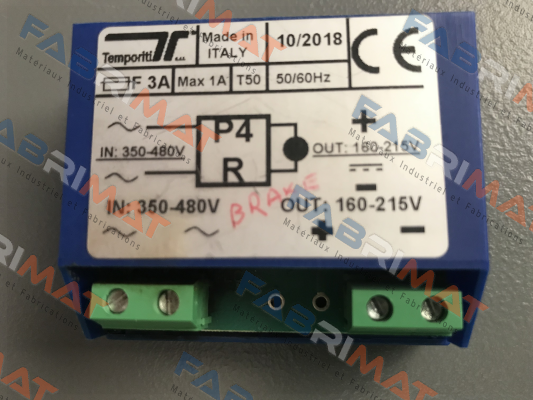 Temporiti S.A.S. Made in ITALY 10/2018 CE
F 3A Max 1A T50 50/60Hz
P4
R
IN: 350-480V OUT: 160-215V
IN: 350-480V OUT: 160-215V
BRAKE
+ -
FABRIMAT
Materiaux Industriel et Fabrications